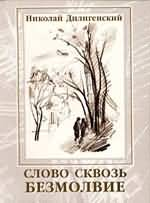 Николай Дилигенский
СЛОВО СКВОЗЬ
БЕЗМОЛВИЕ